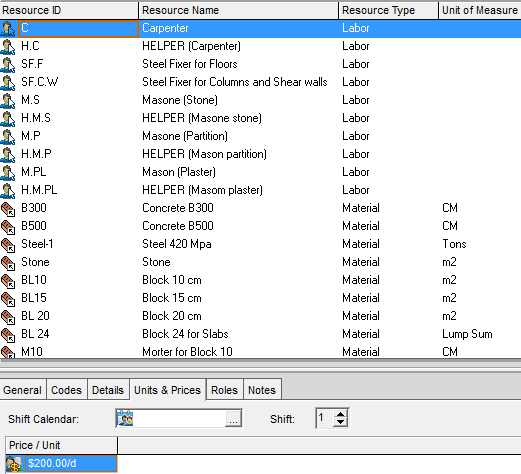 Resource ID Resource Name Resource Type Unit of Measure
C Carpenter Labor
H.C HELPER (Carpenter) Labor
SF.F Steel Fixer for Floors Labor
SF.C.W Steel Fixer for Columns and Shear walls Labor
M.S Masone (Stone) Labor
H.M.S HELPER (Masone stone) Labor
M.P Masone (Partition) Labor
H.M.P HELPER (Mason partition) Labor
M.PL Mason (Plaster) Labor
H.M.PL HELPER (Masom plaster) Labor
B300 Concrete B300 Material CM
B500 Concrete B500 Material CM
Steel-1 Steel 420 Mpa Material Tons
Stone Stone Material m2
BL10 Block 10 cm Material m2
BL15 Block 15 cm Material m2
BL 20 Block 20 cm Material m2
BL 24 Block 24 for Slabs Material Lump Sum
M10 Morter for Block 10 Material CM
General Codes Details Units & Prices Roles Notes
Shift Calendar: ... Shift: 1
Price / Unit
$200.00/d